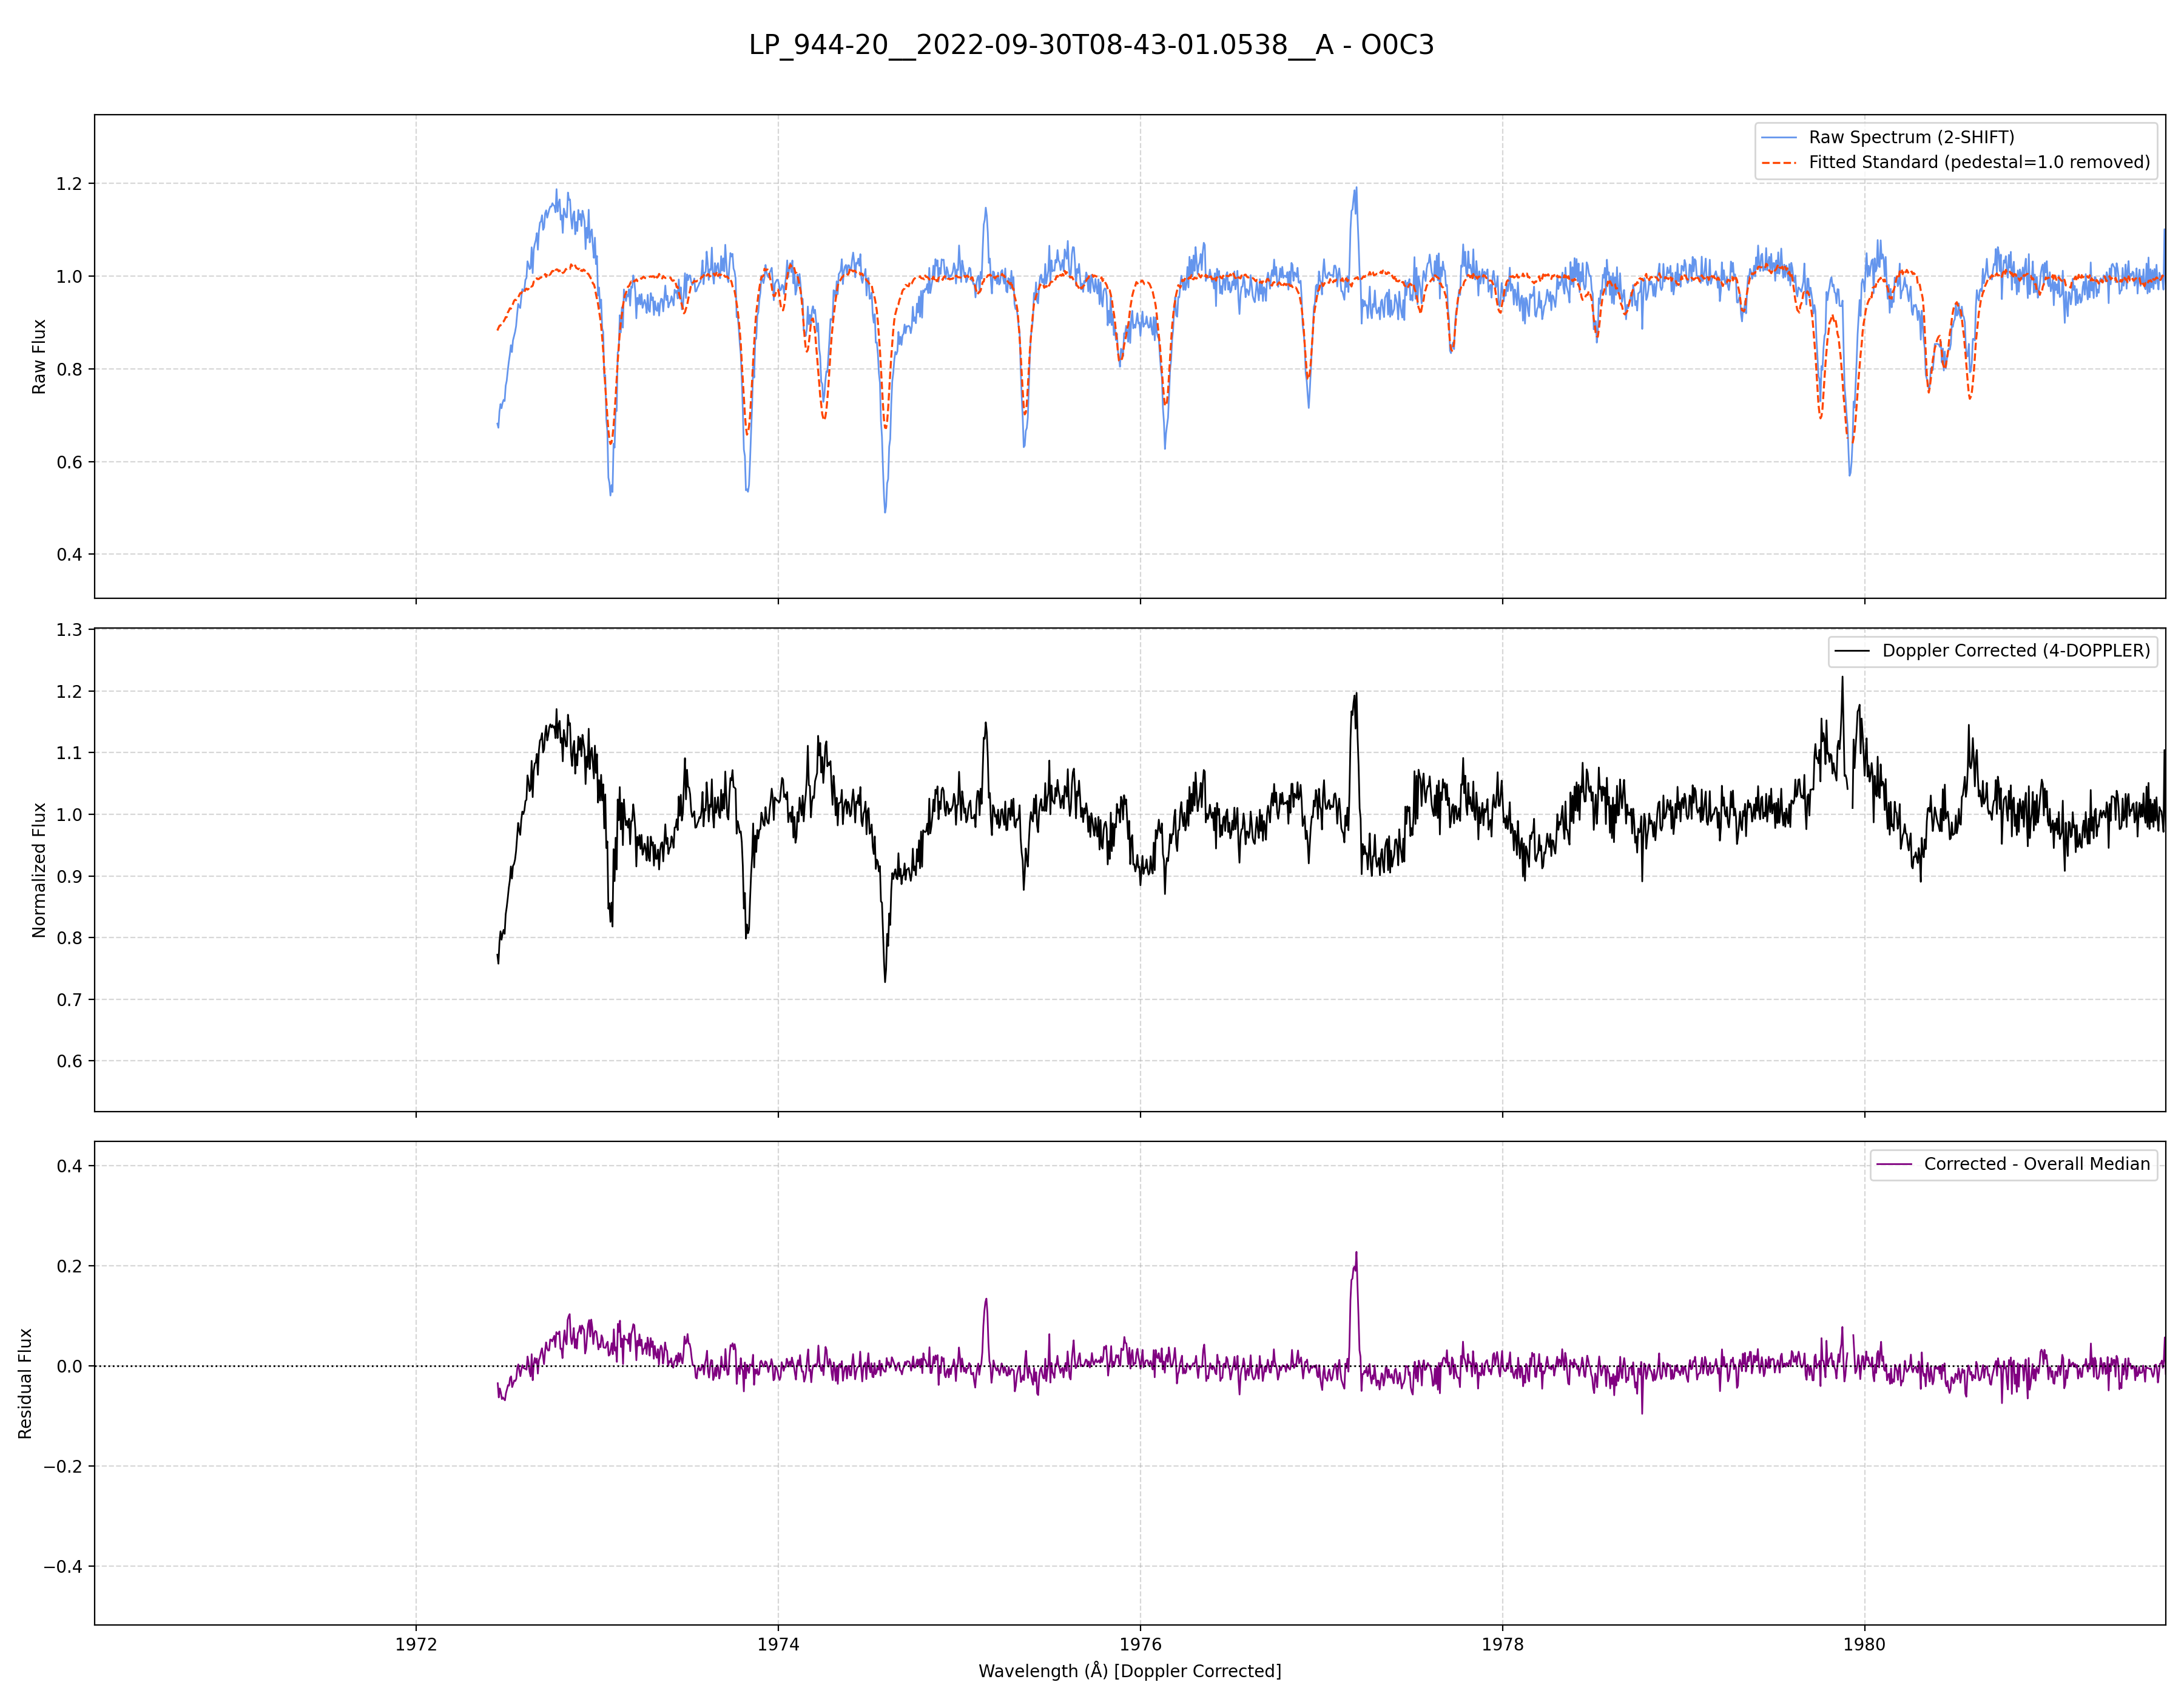 LP_944-20__2022-09-30T08-43-01.0538__A - O0C3
Raw Spectrum (2-SHIFT)
Fitted Standard (pedestal=1.0 removed)
1.2
1.0
0.8
0.6
0.4
Raw Flux
Doppler Corrected (4-DOPPLER)
1.3
1.2
1.1
1.0
0.9
0.8
0.7
0.6
Normalized Flux
Corrected - Overall Median
0.4
0.2
0.0
−0.2
−0.4
Residual Flux
1972
1974
1976
1978
1980
Wavelength (Å) [Doppler Corrected]